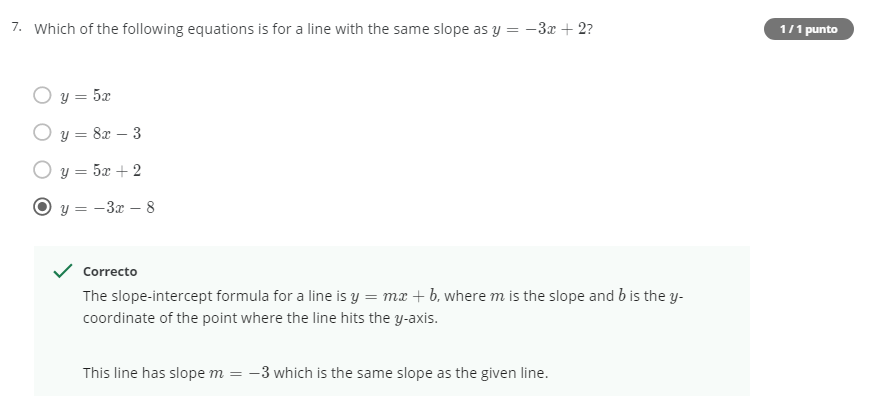 7. Which of the following equations is for a line with the same slope as y = −3x + 2?
1 / 1 punto
y = 5x
y = 8x − 3
y = 5x + 2
y = −3x − 8
Correcto
The slope-intercept formula for a line is y = mx + b, where m is the slope and b is the y-
coordinate of the point where the line hits the y-axis.
This line has slope m = −3 which is the same slope as the given line.